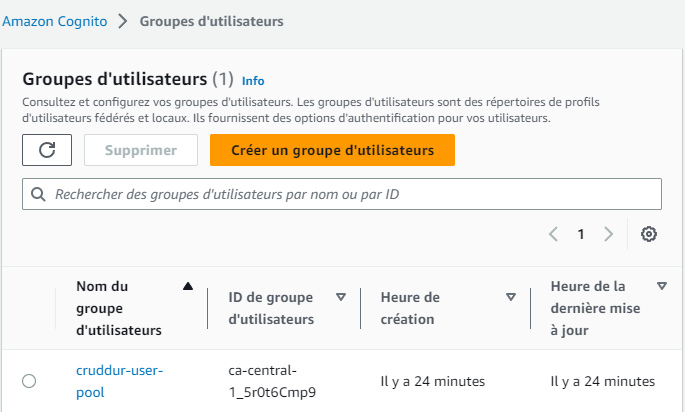 Amazon Cognito > Groupes d'utilisateurs
Groupes d'utilisateurs (1) Info
Consultez et configurez vos groupes d'utilisateurs. Les groupes d'utilisateurs sont des répertoires de profils
d'utilisateurs fédérés et locaux. Ils fournissent des options d'authentification pour vos utilisateurs.
Supprimer Créer un groupe d'utilisateurs
Rechercher des groupes d'utilisateurs par nom ou par ID
1
Nom du
groupe
d'utilisateurs
ID de groupe
d'utilisateurs
Heure de
création
Heure de la
dernière mise
à jour
cruddur-user-
pool
ca-central-
1_5r0t6Cmp9
Il y a 24 minutes
Il y a 24 minutes